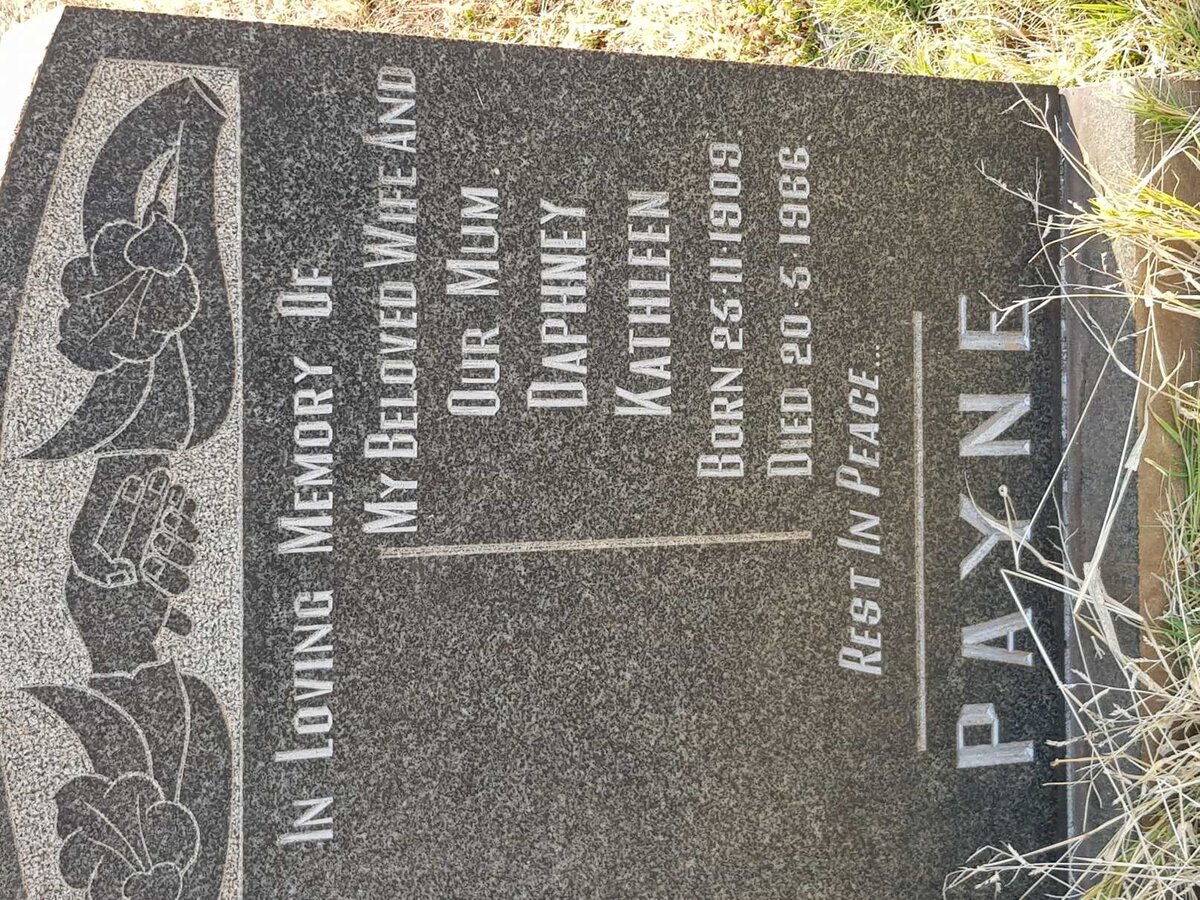 IN LOVING MEMORY OF
MY BELOVED WIFE AND
OUR MUM.
DAPHNEY
KATHLEEN
BORN 25·11·1909.
DIED 20·5·1986.
REST IN PEACE...
PAYNE